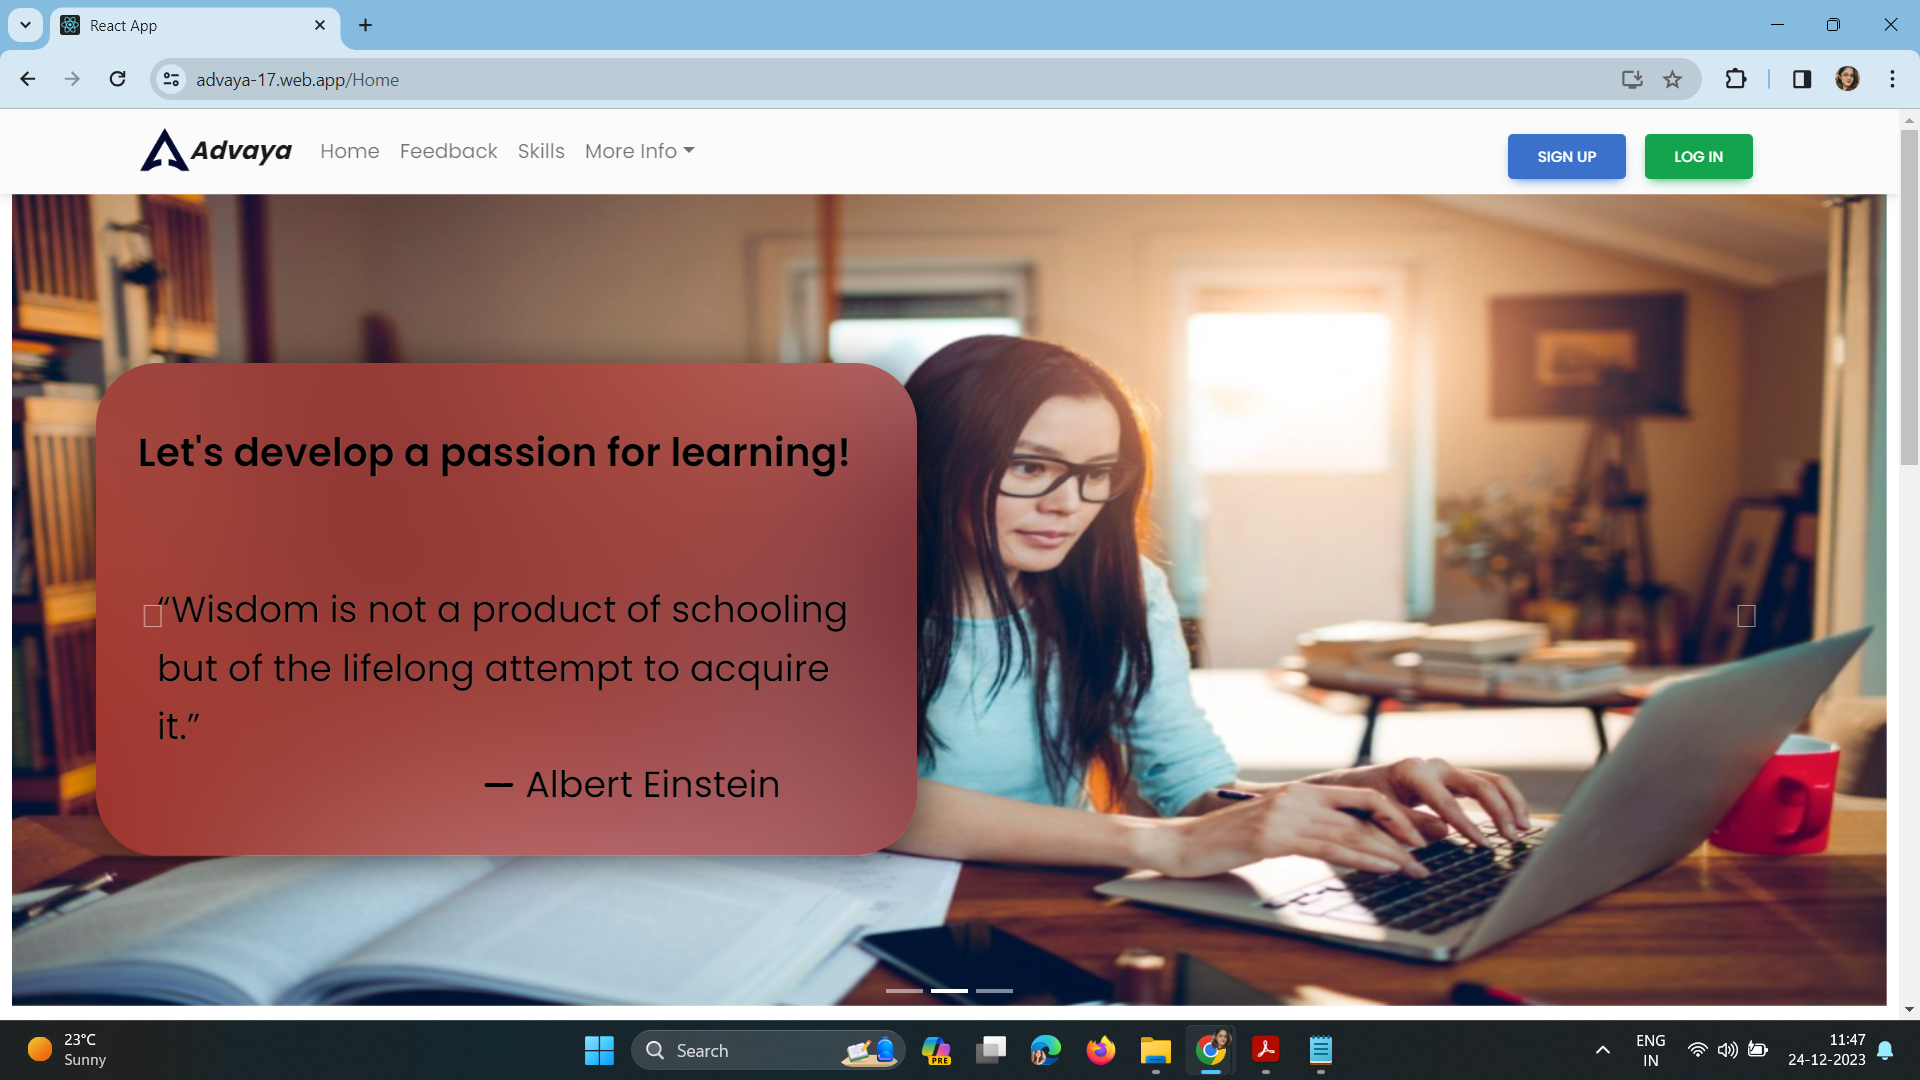 React App
advaya-17.web.app/Home
Advaya Home Feedback Skills More Info SIGN UP LOG IN
Let's develop a passion for learning!
“Wisdom is not a product of schooling
but of the lifelong attempt to acquire
it.”
— Albert Einstein
23°C
Sunny
Search
PRE
ENG
IN
11:47
24-12-2023